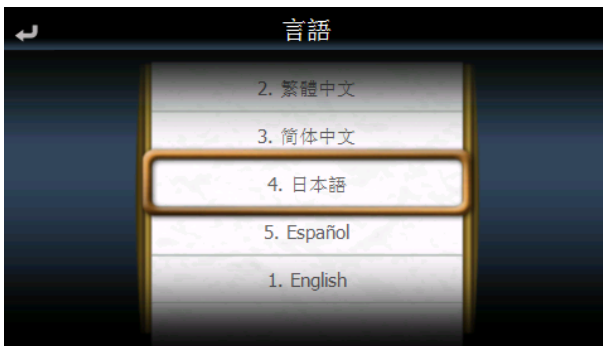 言語
2. 繁體中文
3. 简体中文
4. 日本語
5. Español
1. English